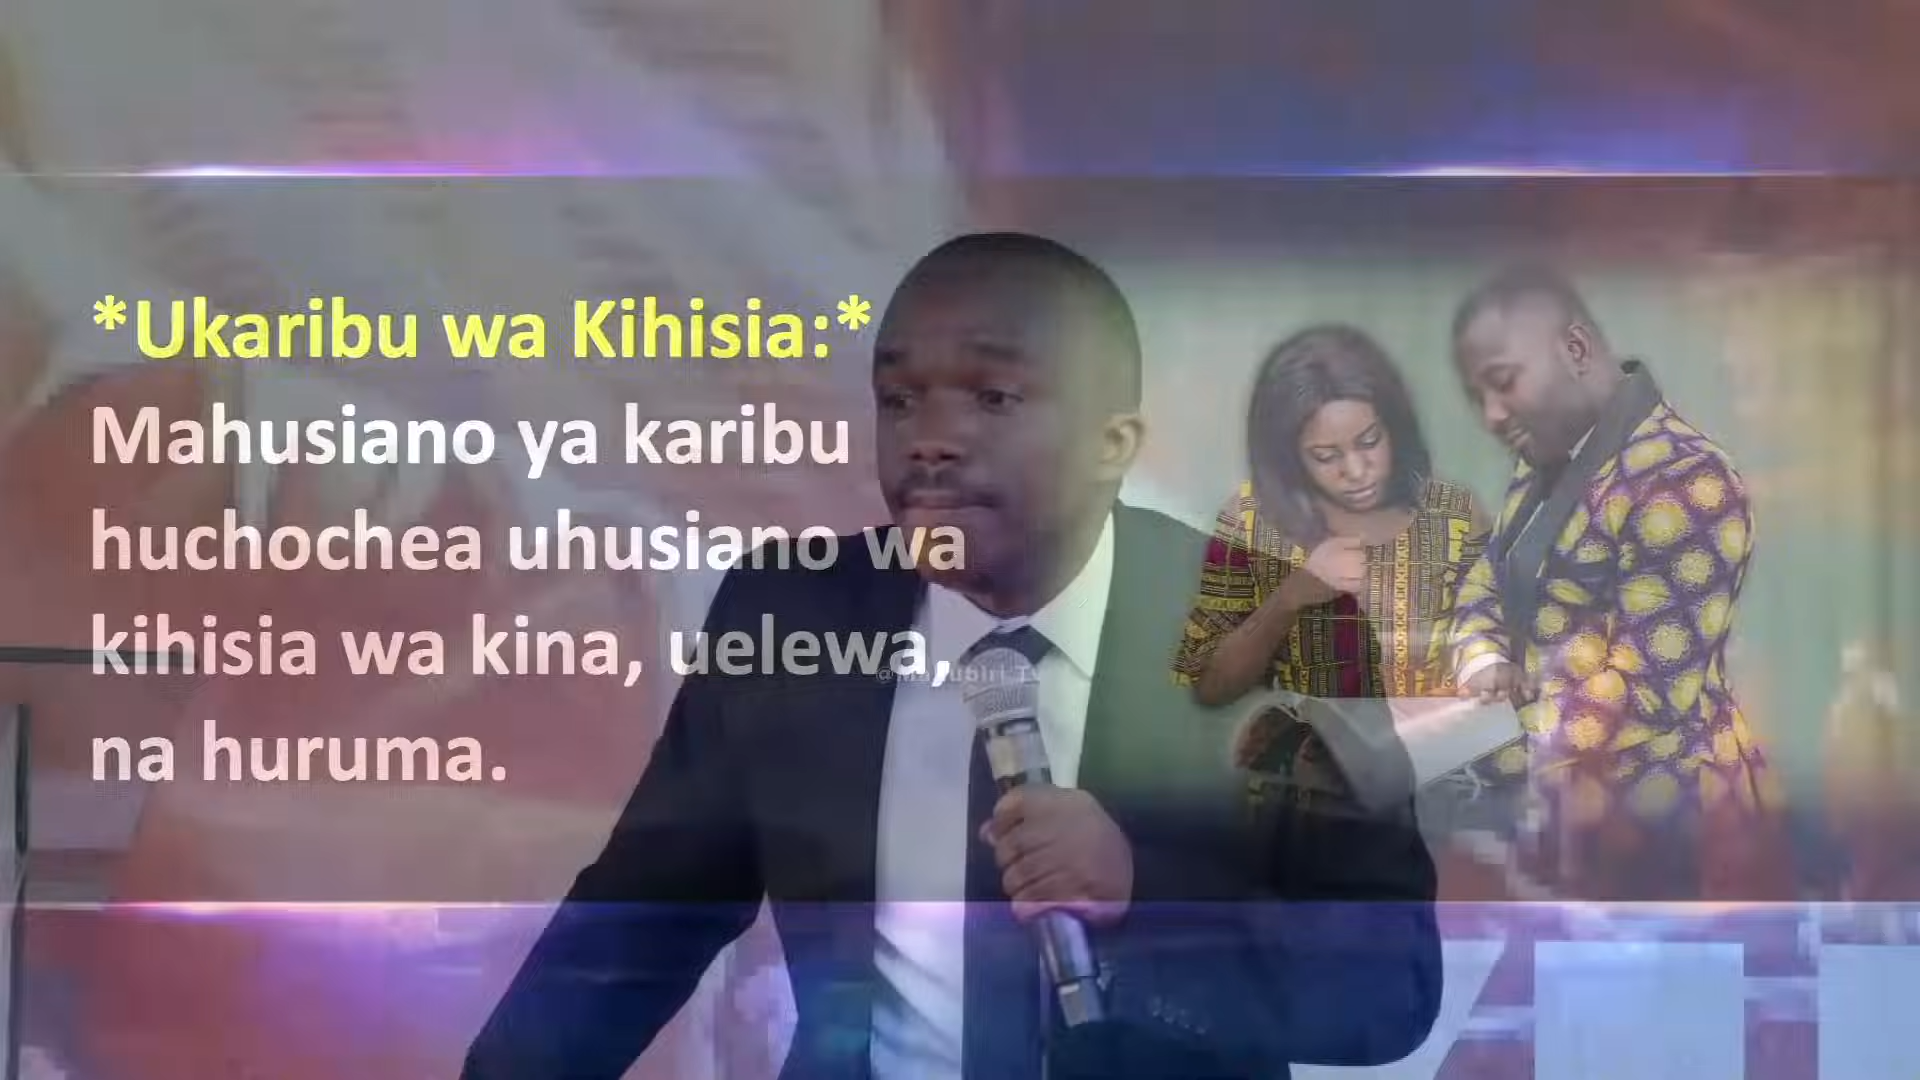 *Ukaribu wa Kihisia:*
Mahusiano ya karibu
huchochea uhusiano wa
kihisia wa kina, uelewa,
na huruma.